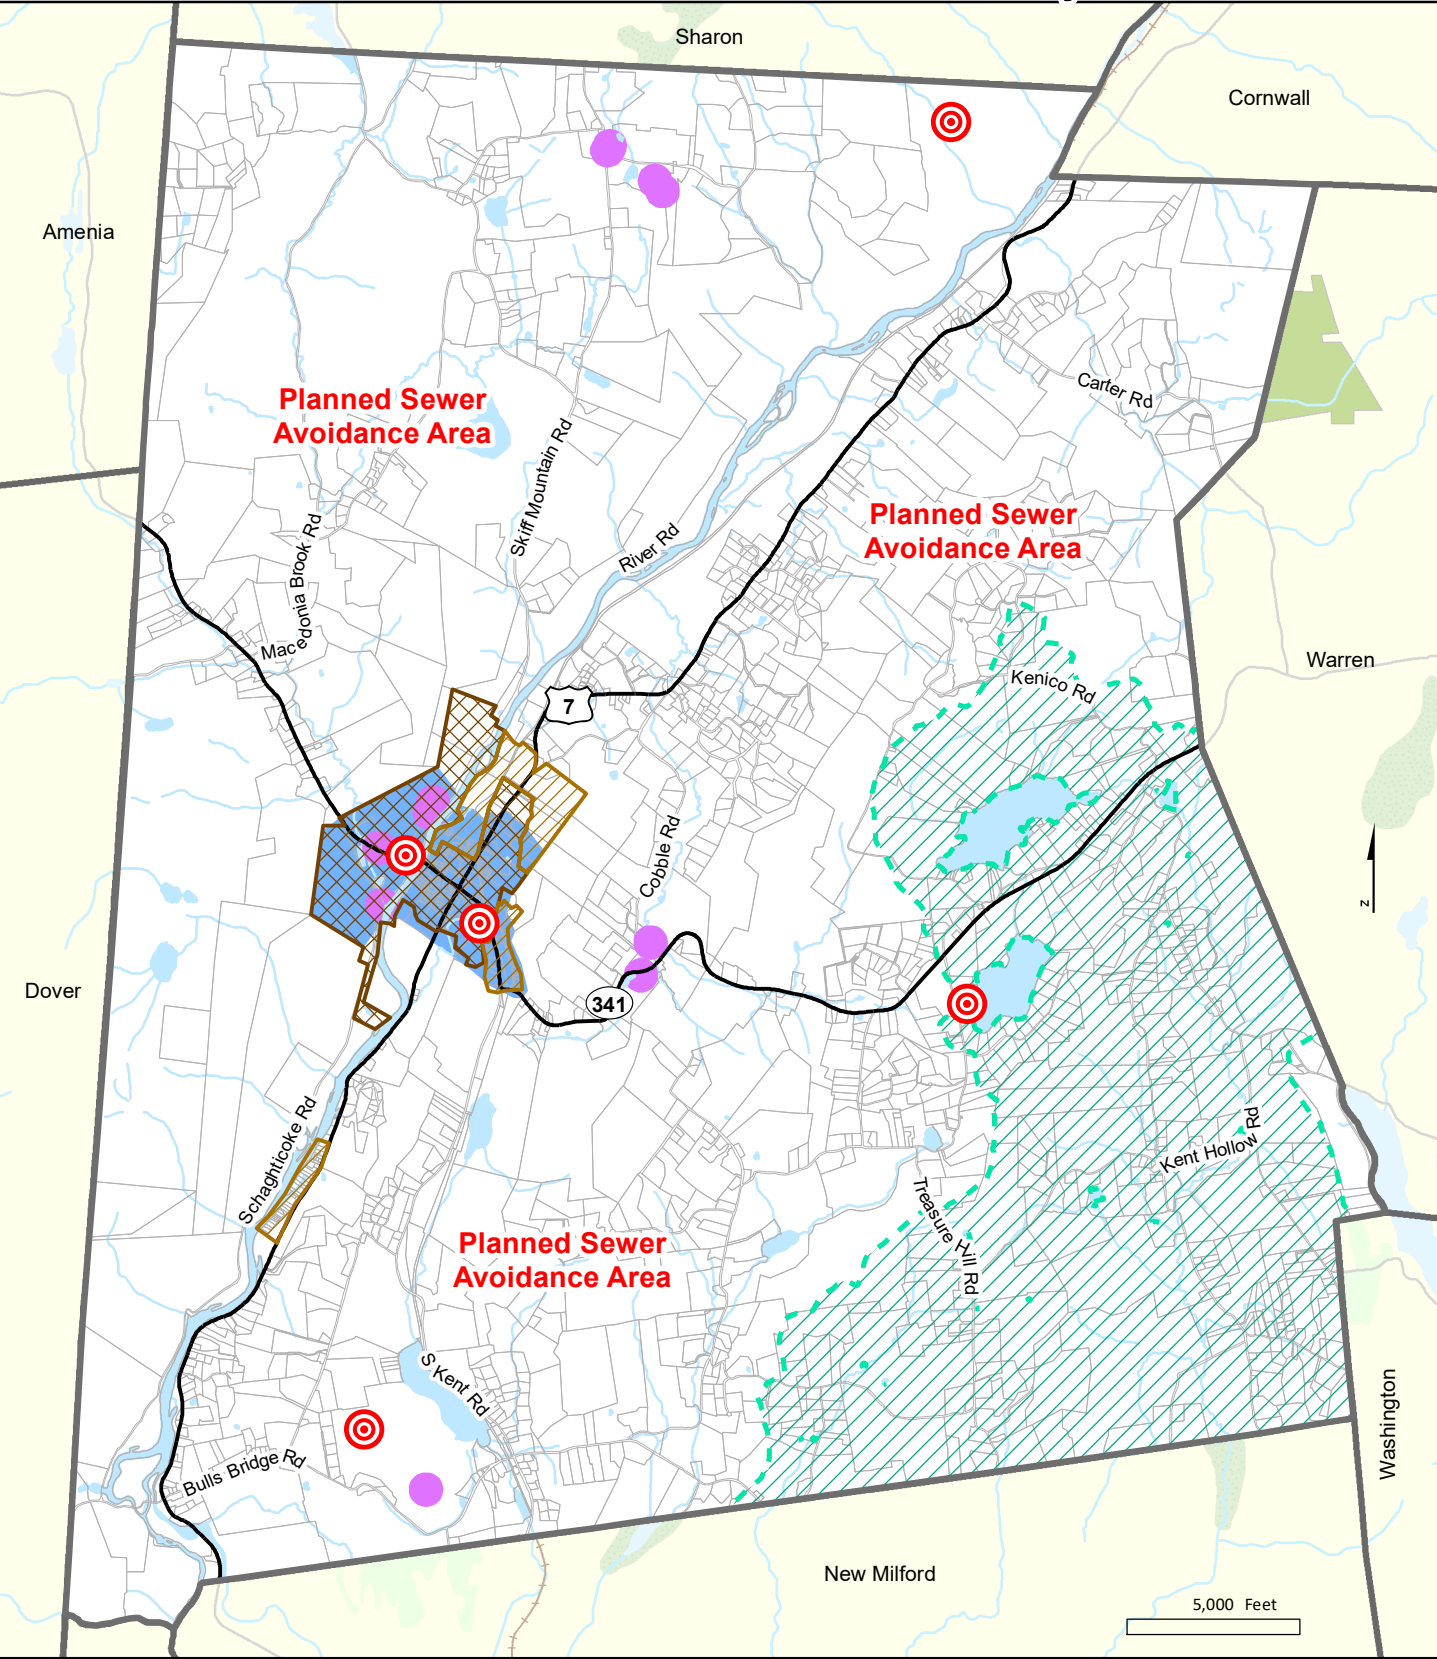 Sharon
Cornwall
Amenia
Carter Rd
Planned Sewer
Avoidance Area
Skiff Mountain Rd
Planned Sewer
Avoidance Area
River Rd
Macedonia Brook Rd
Warren
Kenico Rd
7
Cobble Rd
z
Dover
341
Schaghticoke Rd
Kent Hollow Rd
Treasure Hill Rd
Planned Sewer
Avoidance Area
S Kent Rd
Washington
Bulls Bridge Rd
New Milford
5,000 Feet